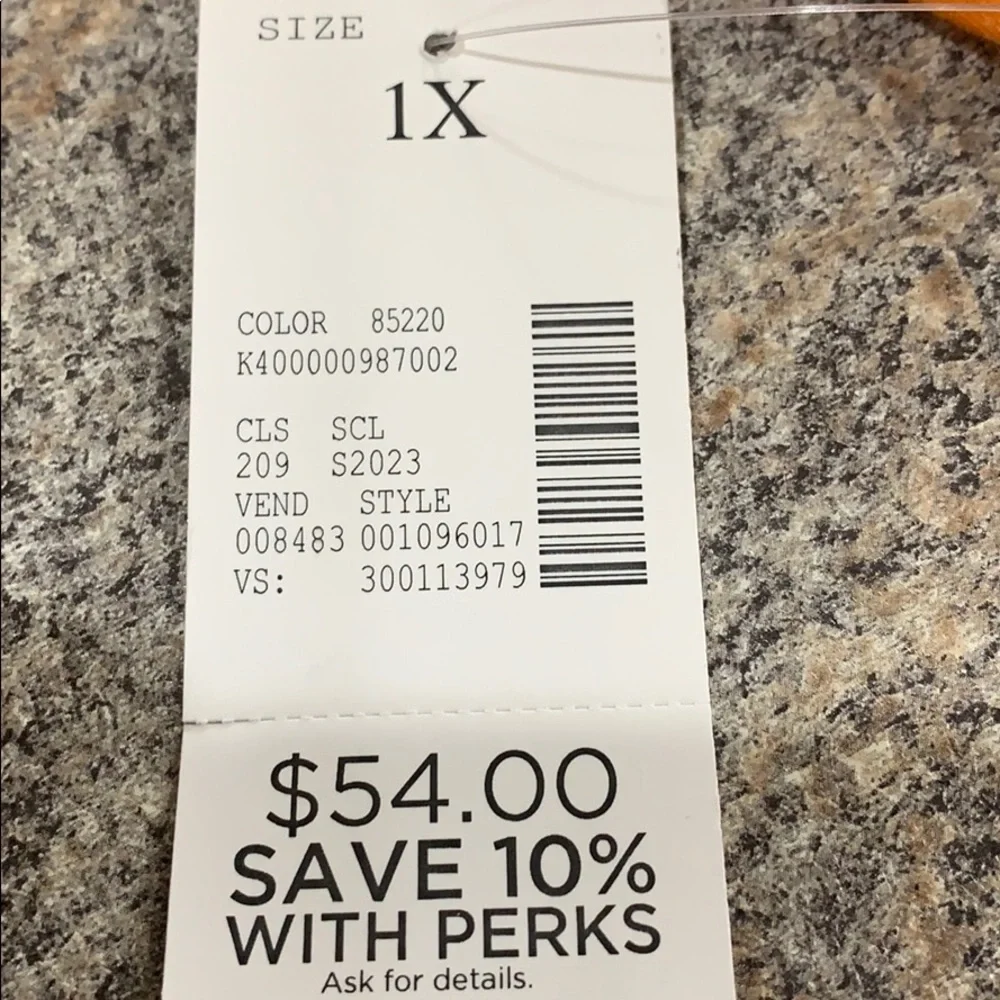 SIZE
1X
COLOR 85220
K400000987002
CLS SCL
209 S2023
VEND STYLE
008483 001096017
VS: 300113979
$54.00
SAVE 10%
WITH PERKS
Ask for details.